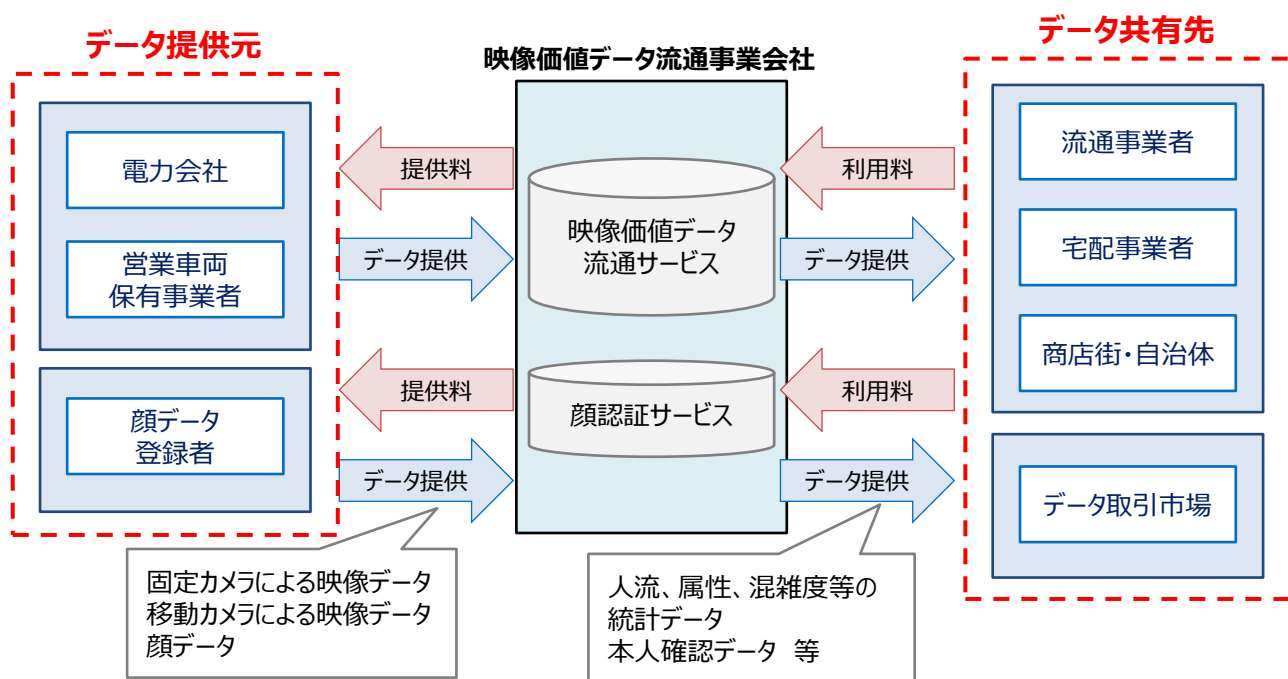 データ提供元
映像価値データ流通事業会社
データ共有先
電力会社
営業車両
保有事業者
顔データ
登録者
提供料
データ提供
提供料
データ提供
映像価値データ
流通サービス
顔認証サービス
利用料
データ提供
利用料
データ提供
流通事業者
宅配事業者
商店街・自治体
データ取引市場
固定カメラによる映像データ
移動カメラによる映像データ
顔データ
人流、属性、混雑度等の
統計データ
本人確認データ 等